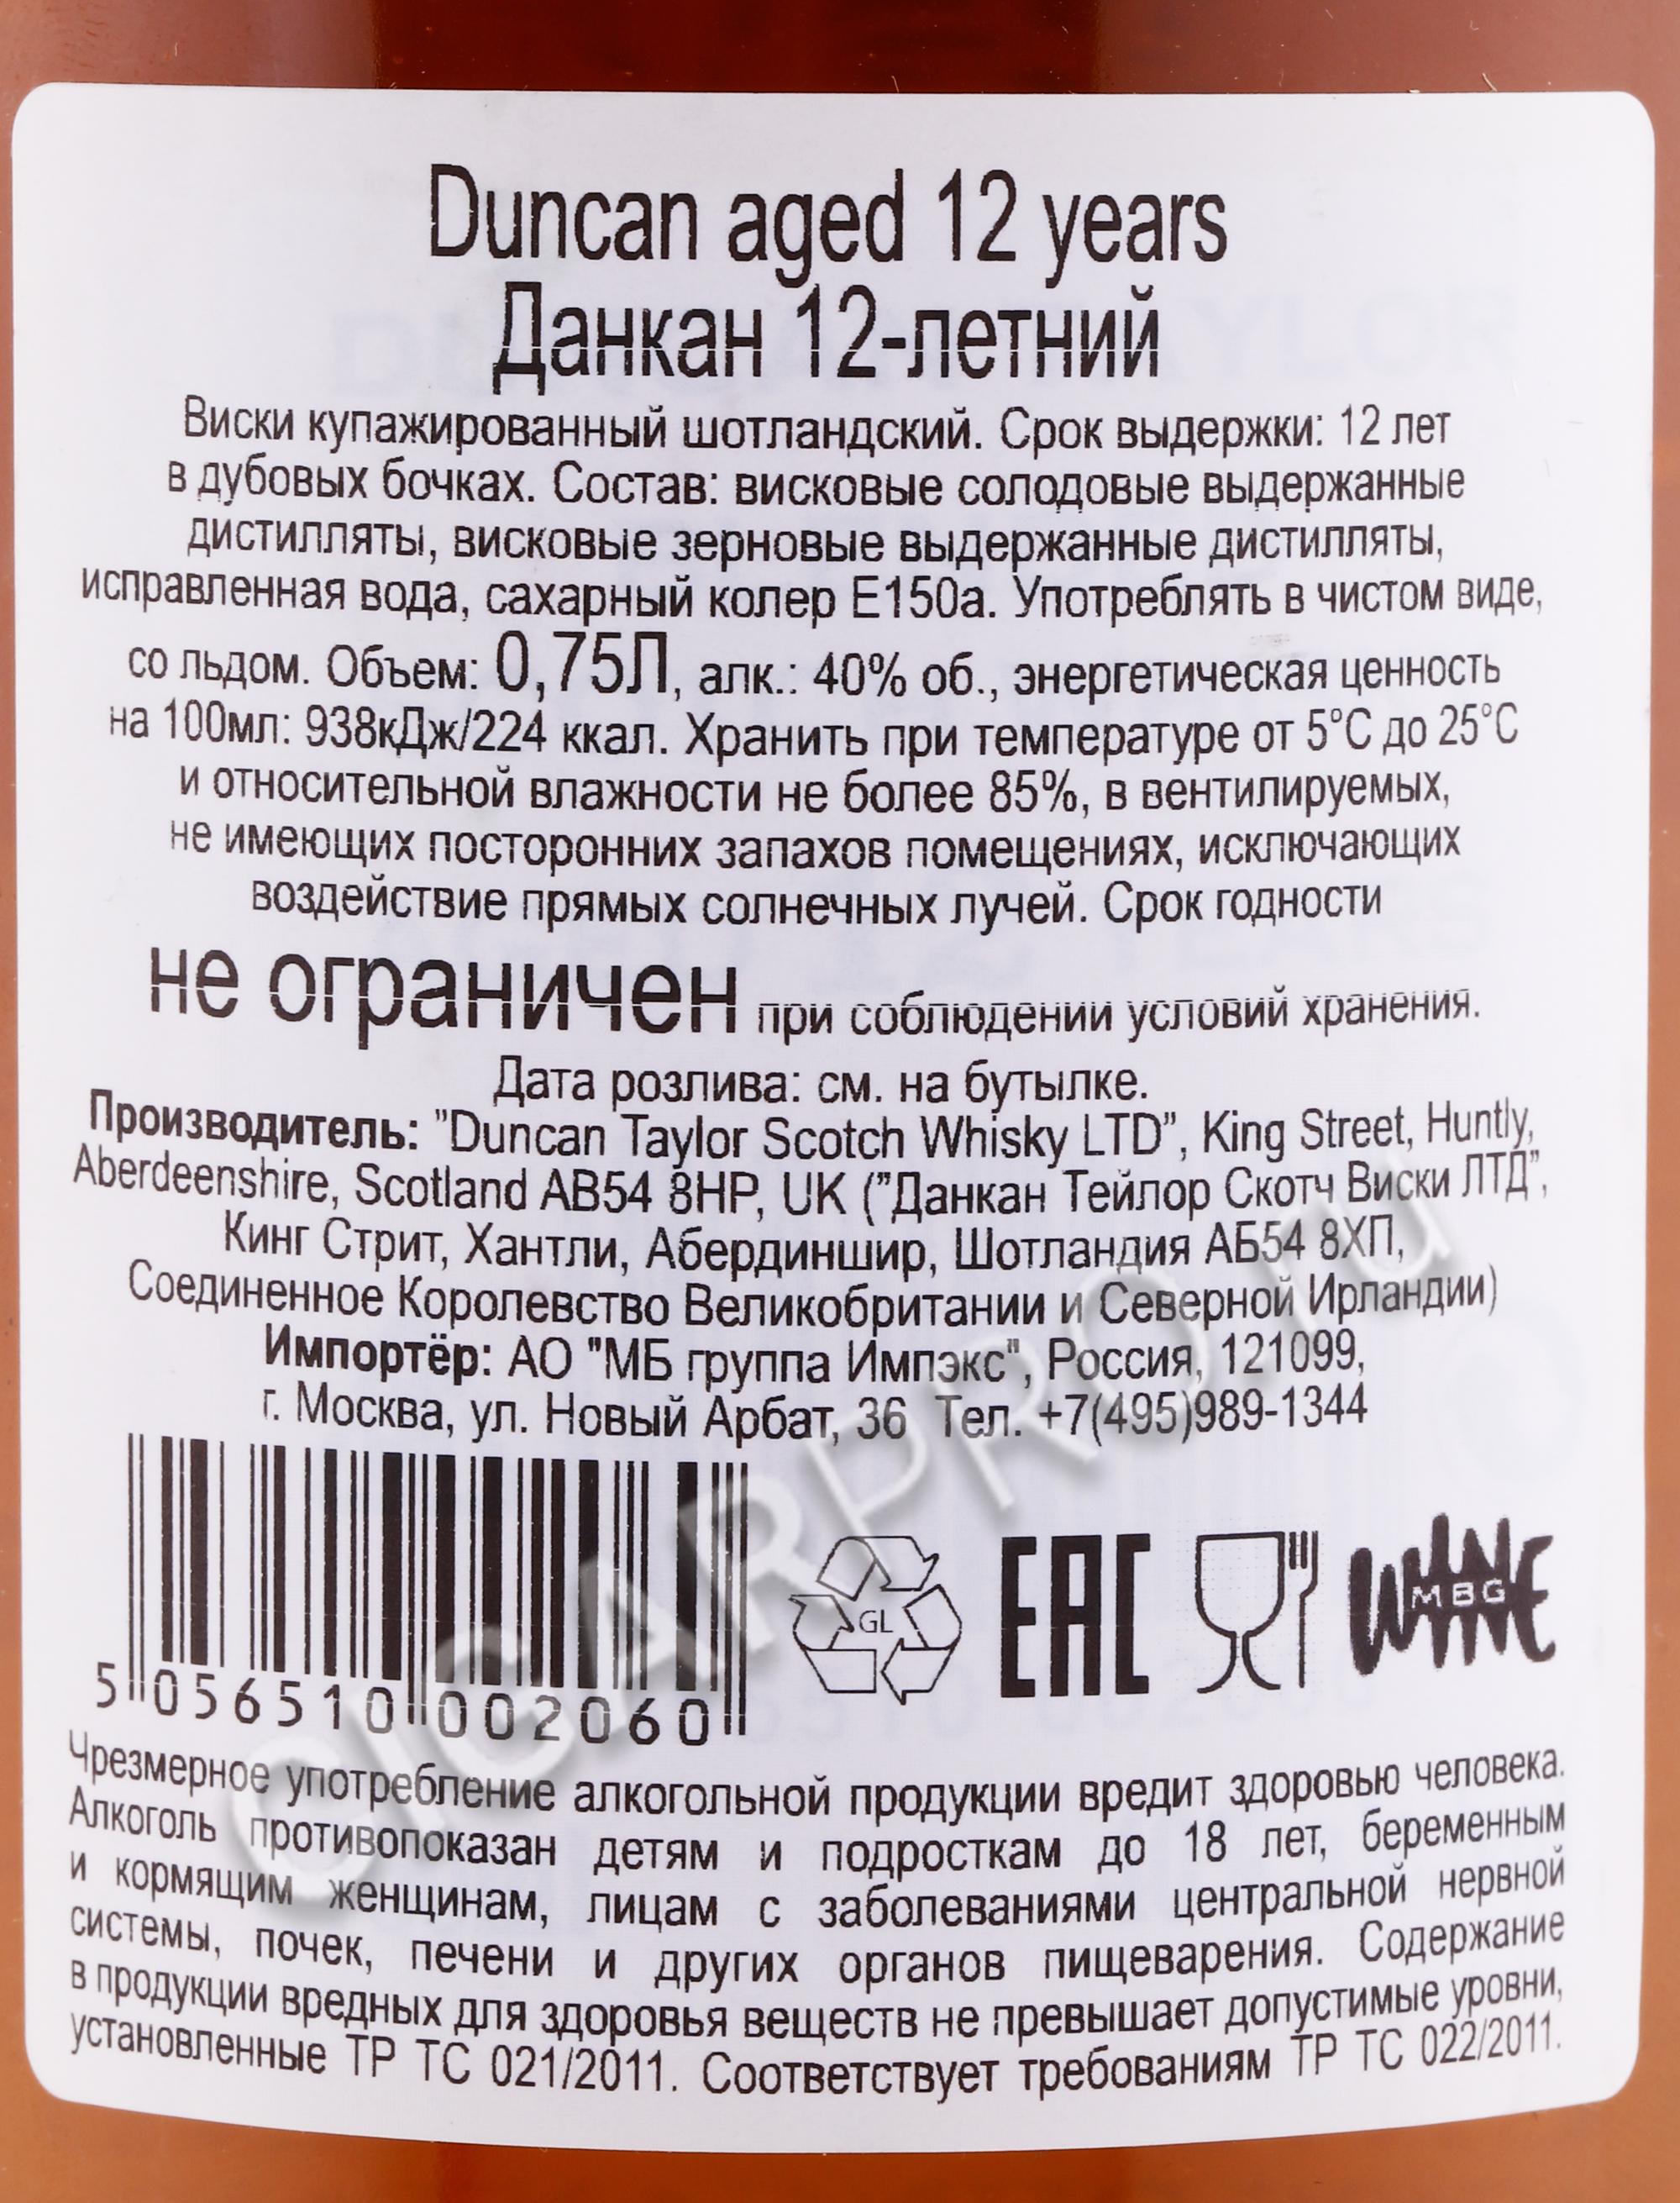 Duncan aged 12 years
Данкан 12-летний
Виски купажированный шотландский. Срок выдержки: 12 лет
в дубовых бочках. Состав: висковые солодовые выдержанные
дистилляты, висковые зерновые выдержанные дистилляты,
исправленная вода, сахарный колер Е150а. Употреблять в чистом виде,
со льдом. Объем: 0,75Л, алк.: 40% об., энергетическая ценность
на 100мл: 938кДж/224 ккал. Хранить при температуре от 5°С до 25°С
и относительной влажности не более 85%, в вентилируемых,
не имеющих посторонних запахов помещениях, исключающих
воздействие прямых солнечных лучей. Срок годности
не ограничен при соблюдении условий хранения.
Дата розлива: см. на бутылке.
Производитель: "Duncan Taylor Scotch Whisky LTD", King Street, Huntly,
Aberdeenshire, Scotland AB54 8HP, UK ("Данкан Тейлор Скотч Виски ЛТД",
Кинг Стрит, Хантли, Абердиншир, Шотландия АБ54 8ХП,
Соединенное Королевство Великобритании и Северной Ирландии)
Импортёр: АО "МБ группа Импэкс", Россия, 121099,
г. Москва, ул. Новый Арбат, 36 Тел. +7(495)989-1344
GL
EAC
WINE
MBG
5 056510 002060
CIGARPRO.ru
Чрезмерное употребление алкогольной продукции вредит здоровью человека.
Алкоголь противопоказан детям и подросткам до 18 лет, беременным
и кормящим женщинам, лицам с заболеваниями центральной нервной
системы, почек, печени и других органов пищеварения. Содержание
в продукции вредных для здоровья веществ не превышает допустимые уровни,
установленные ТР ТС 021/2011. Соответствует требованиям ТР ТС 022/2011.